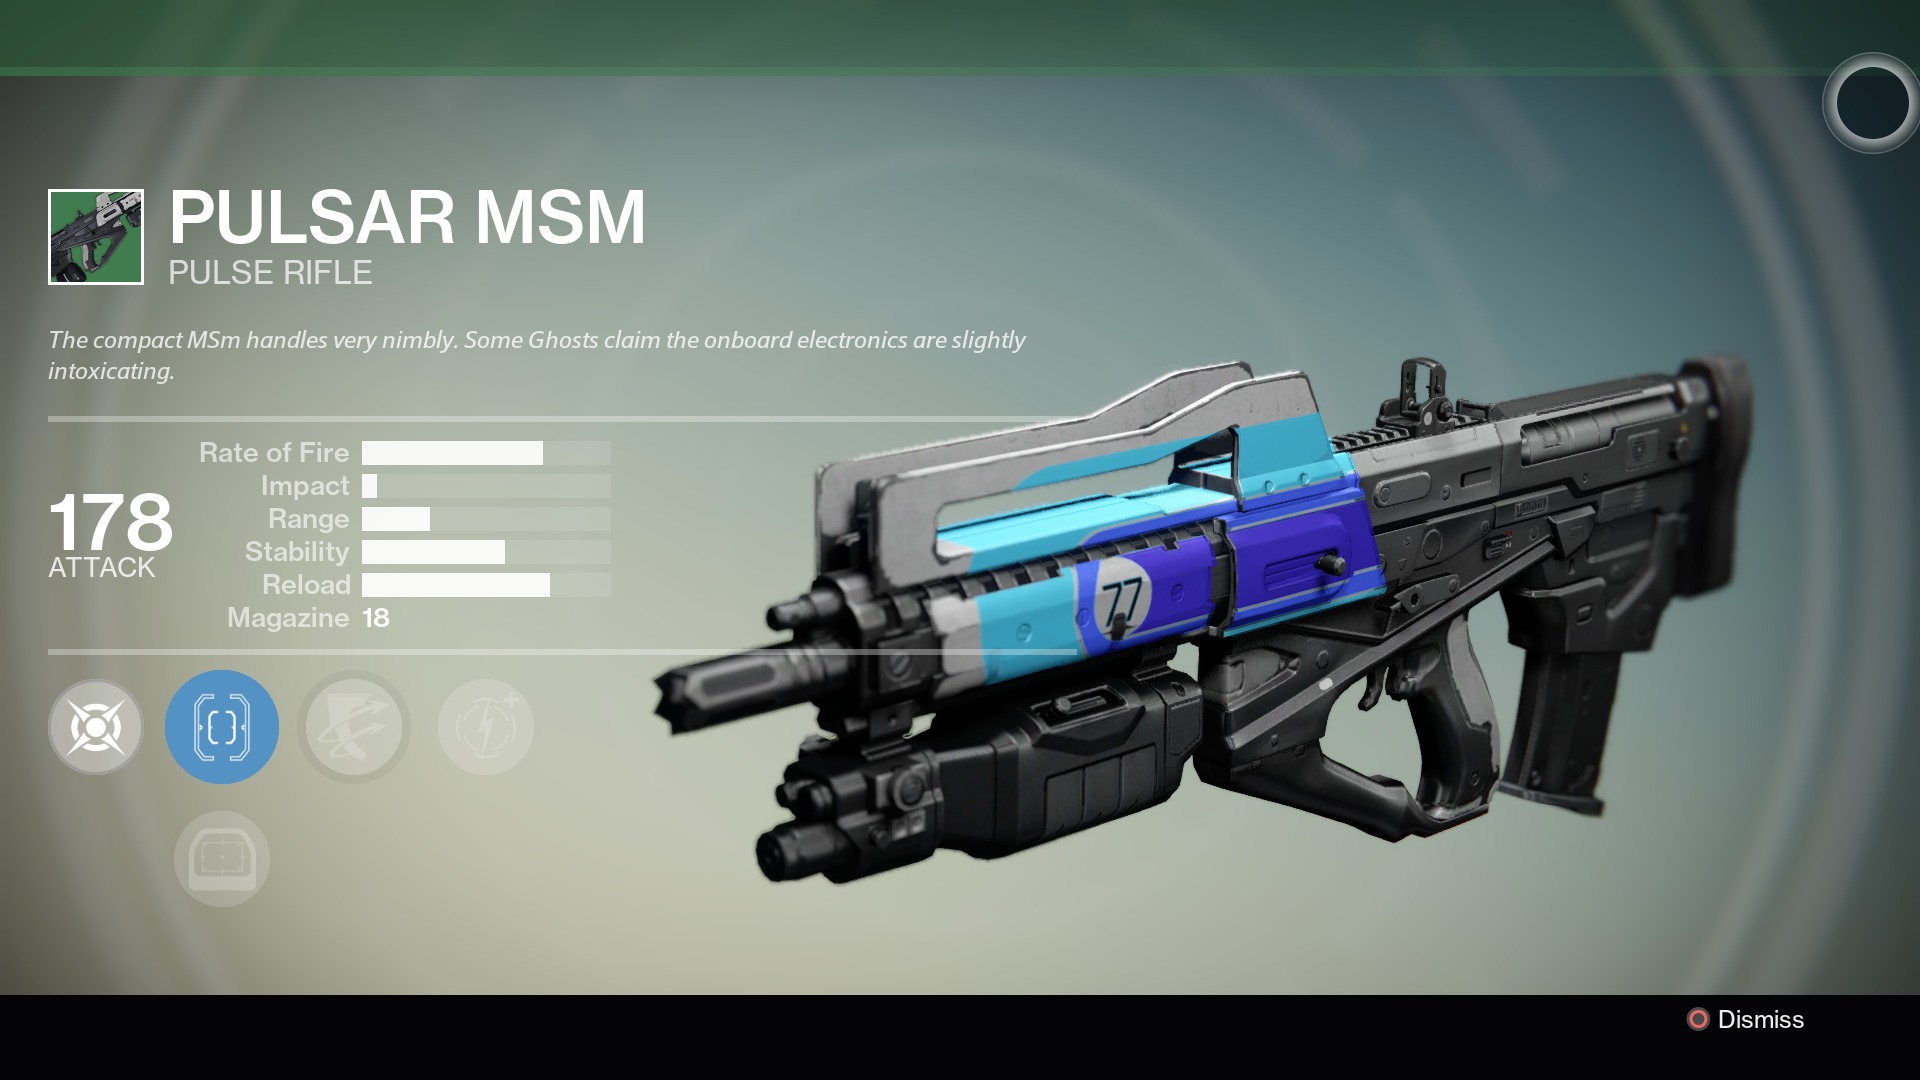 PULSAR MSM
PULSE RIFLE
The compact MSm handles very nimbly. Some Ghosts claim the onboard electronics are slightly
intoxicating.
178
ATTACK
Rate of Fire
Impact
Range
Stability
Reload
Magazine 18
77
Dismiss